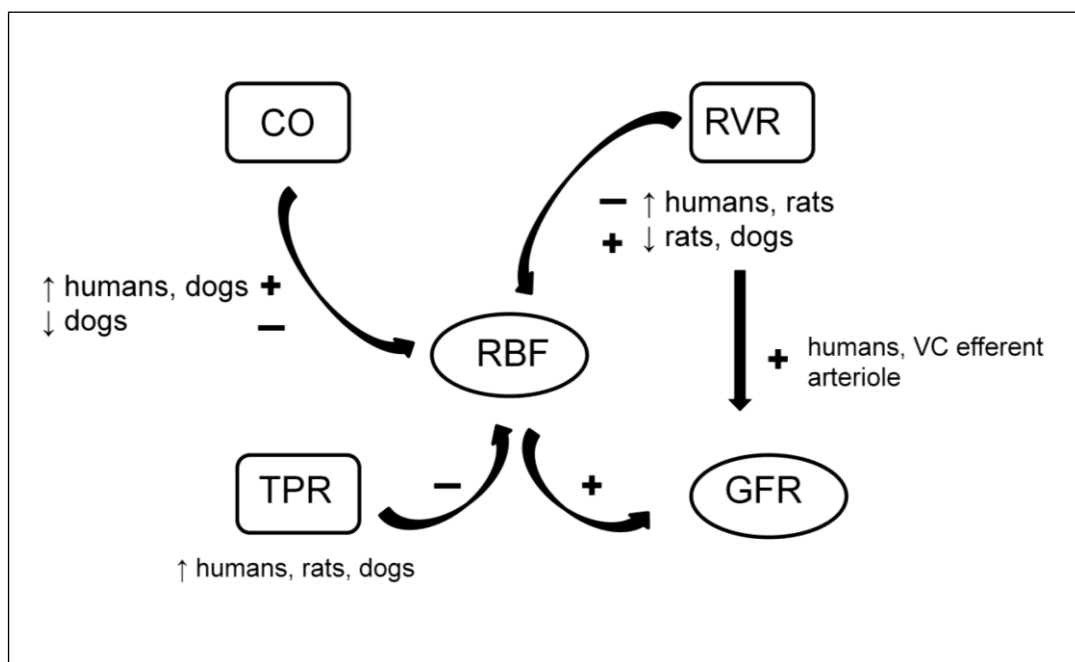 CO
RVR
− ↑ humans, rats
+ ↓ rats, dogs
↑ humans, dogs +
↓ dogs −
RBF
+ humans, VC efferent
arteriole
TPR
−
+
GFR
↑ humans, rats, dogs